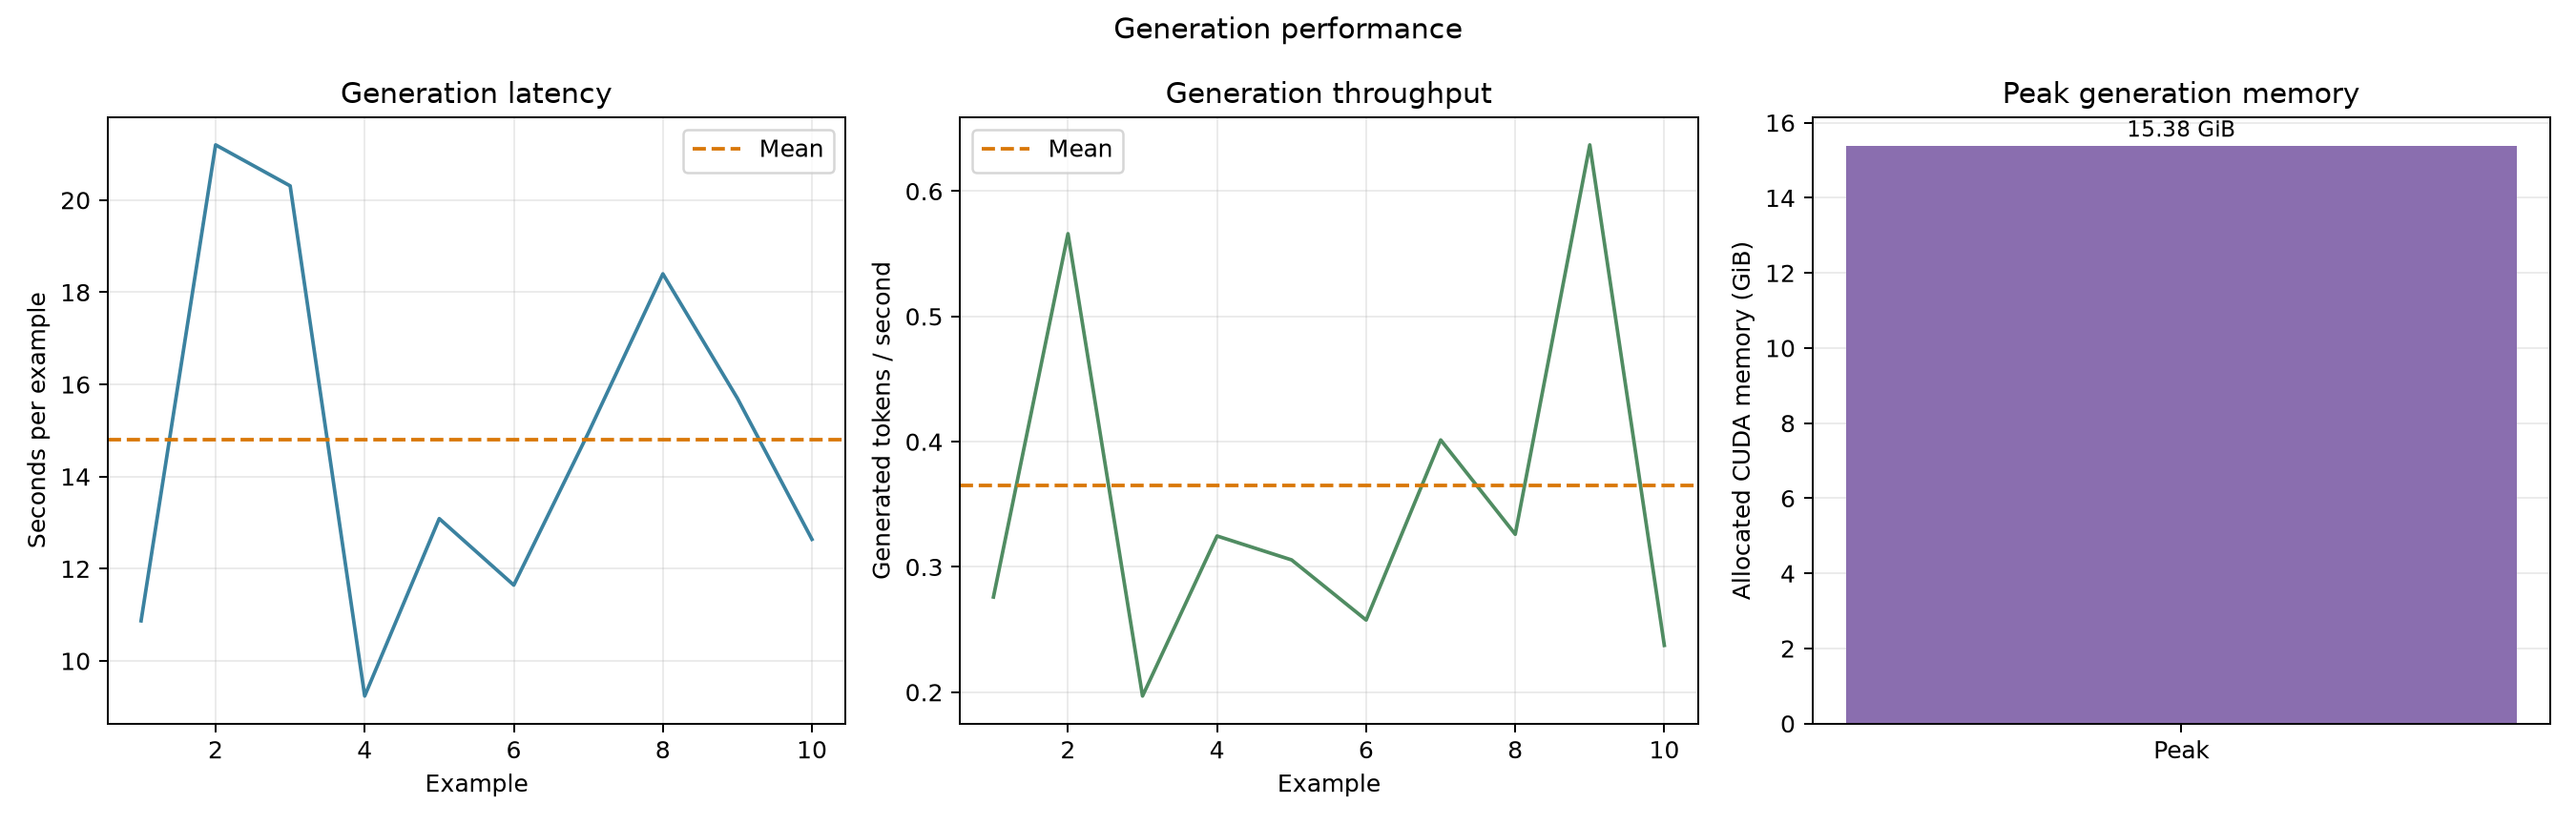 Generation performance
Generation latency
Mean
Seconds per example
20
18
16
14
12
10
2
4
6
8
10
Example
Generation throughput
Mean
Generated tokens / second
0.6
0.5
0.4
0.3
0.2
2
4
6
8
10
Example
Peak generation memory
15.38 GiB
Allocated CUDA memory (GiB)
16
14
12
10
8
6
4
2
0
Peak